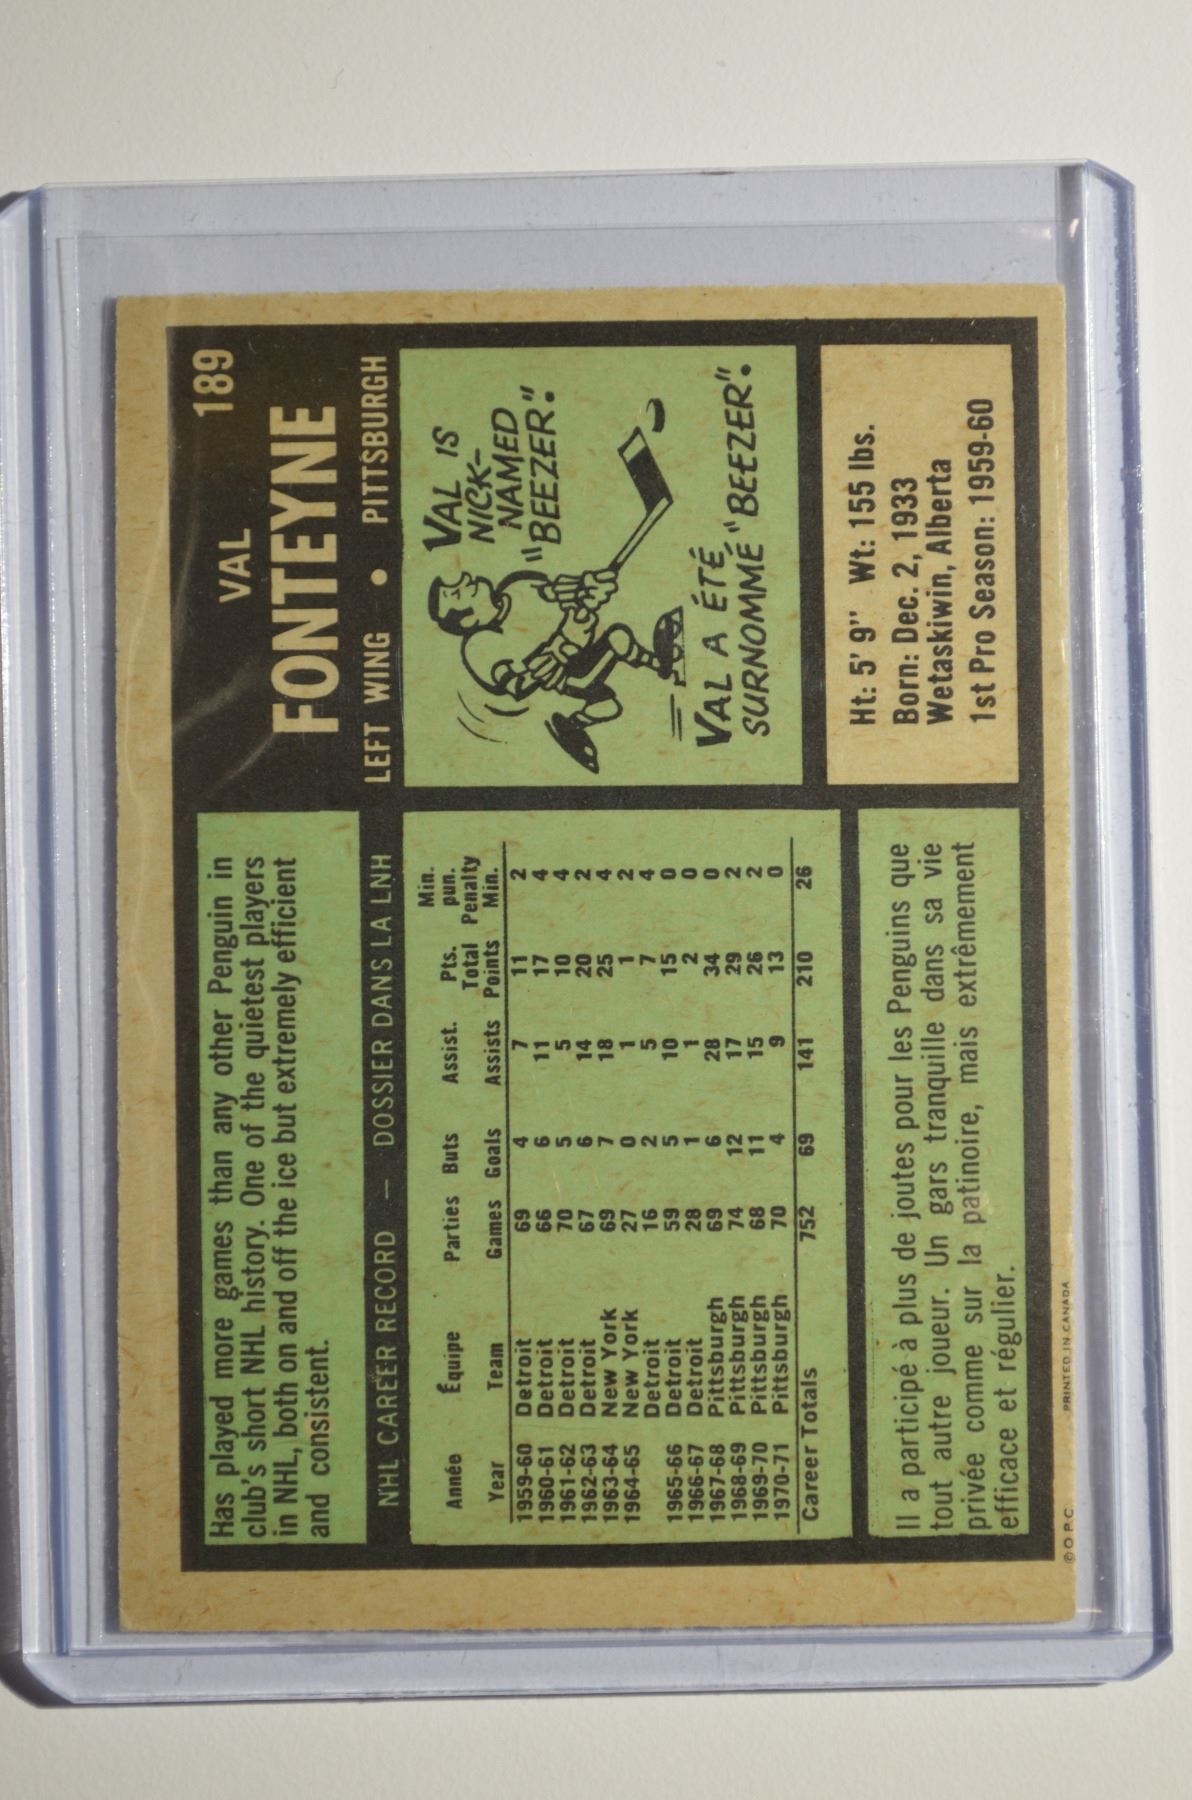 Has played more games than any other Penguin in
club's short NHL history. One of the quietest players
in NHL, both on and off the ice but extremely efficient
and consistent.
189
VAL
FONTEYNE
LEFT WING • PITTSBURGH
NHL CAREER RECORD — DOSSIER DANS LA LNH
Année Équipe Parties Buts Assist. Pts. Min. pun.
Year Team Games Goals Assists Total Points Penalty Min.
1959-60 Detroit 69 4 7 11 2
1960-61 Detroit 66 6 11 17 4
1961-62 Detroit 70 5 5 10 4
1962-63 Detroit 67 6 14 20 2
1963-64 New York 69 7 18 25 4
1964-65 New York 27 0 1 1 2
Detroit 16 2 5 7 4
1965-66 Detroit 59 5 10 15 0
1966-67 Detroit 28 1 1 2 0
1967-68 Pittsburgh 69 6 28 34 0
1968-69 Pittsburgh 74 12 17 29 2
1969-70 Pittsburgh 68 11 15 26 2
1970-71 Pittsburgh 70 4 9 13 0
Career Totals 752 69 141 210 26
VAL IS
NICK-
NAMED
"BEEZER".
VAL A ÉTÉ
SURNOMMÉ "BEEZER".
Il a participé à plus de joutes pour les Penguins que
tout autre joueur. Un gars tranquille dans sa vie
privée comme sur la patinoire, mais extrêmement
efficace et régulier.
Ht: 5' 9" Wt: 155 lbs.
Born: Dec. 2, 1933
Wetaskiwin, Alberta
1st Pro Season: 1959-60
© O.P.C. PRINTED IN CANADA